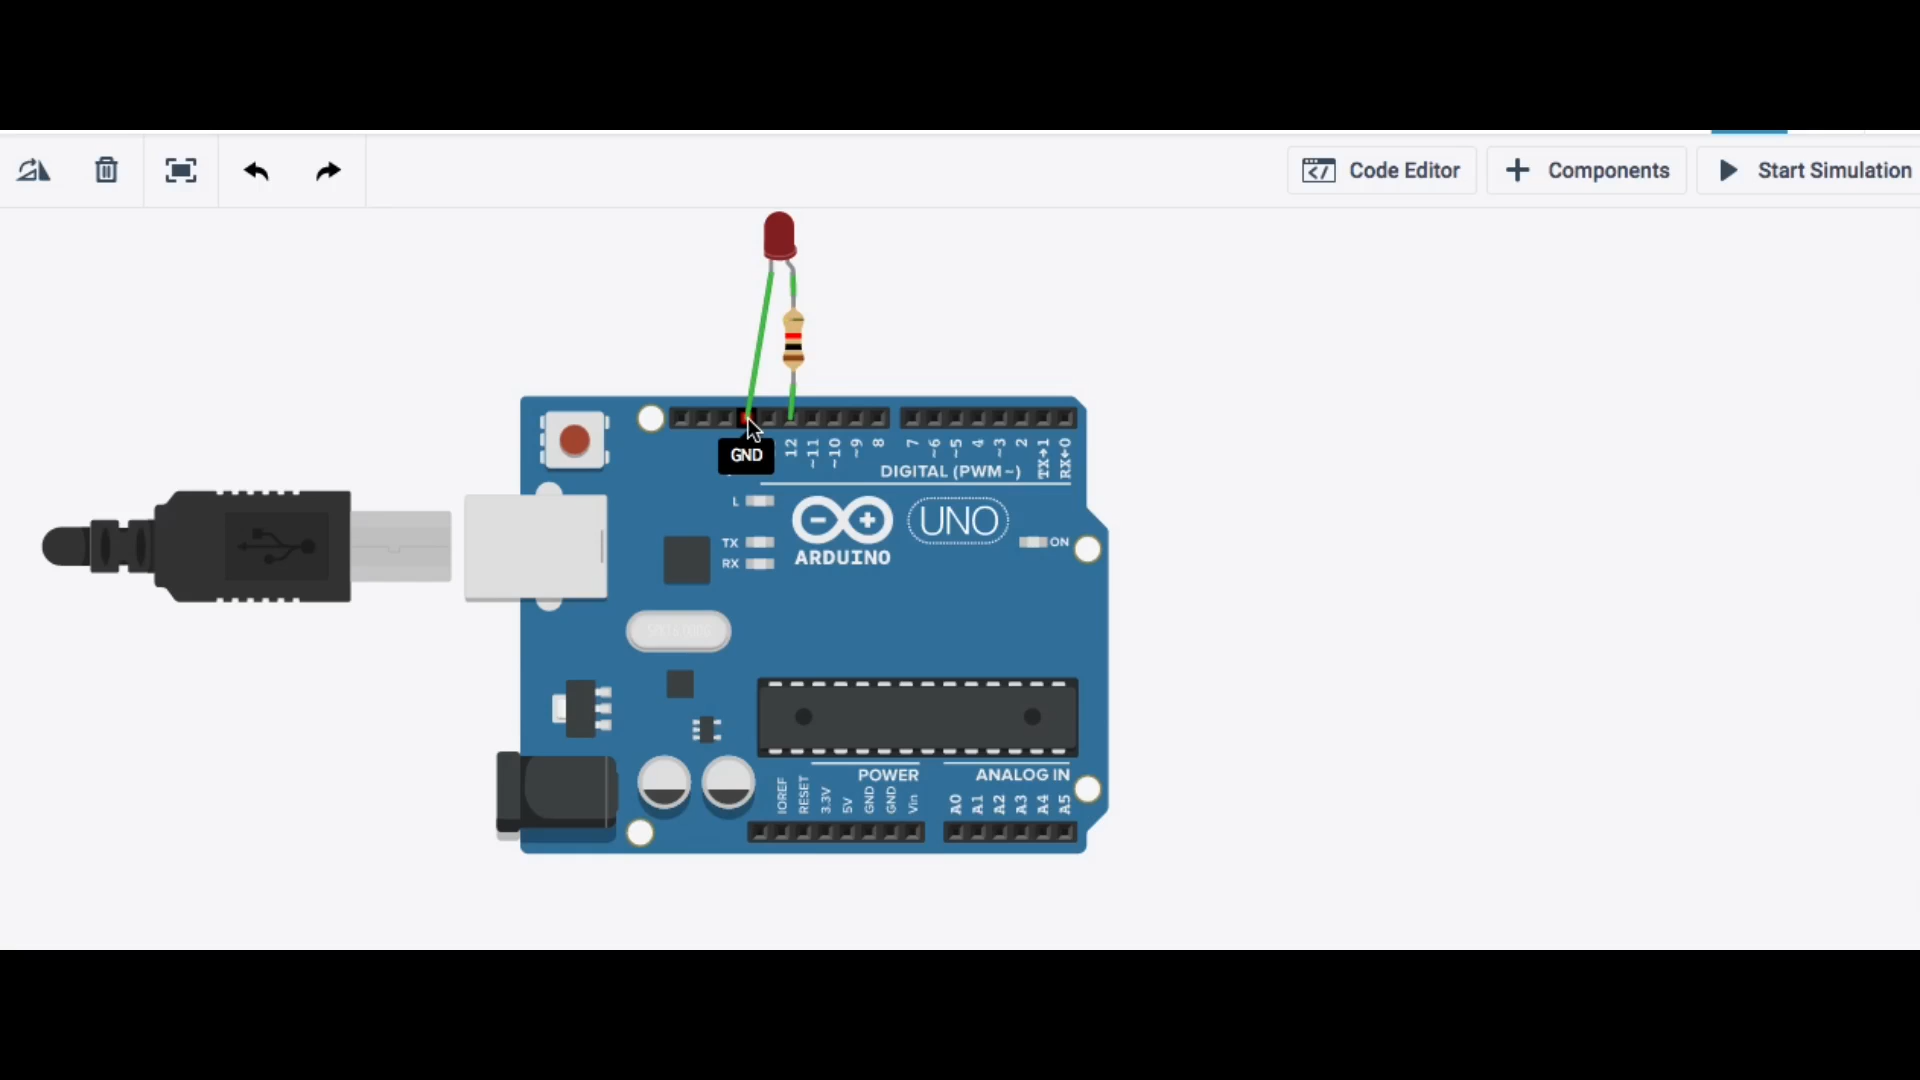 Code Editor
Components
Start Simulation
GND
12
~11
~10
~9
8
7
~6
~5
4
~3
2
TX→1
RX←0
DIGITAL (PWM~)
L
TX
RX
ARDUINO
UNO
ON
POWER
ANALOG IN
IOREF
RESET
3.3V
5V
GND
GND
Vin
A0
A1
A2
A3
A4
A5